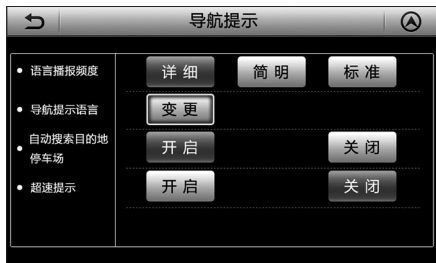 导航提示
语言播报频度 详细 简明 标准
导航提示语言 变更
自动搜索目的地
停车场 开启 关闭
超速提示 开启 关闭